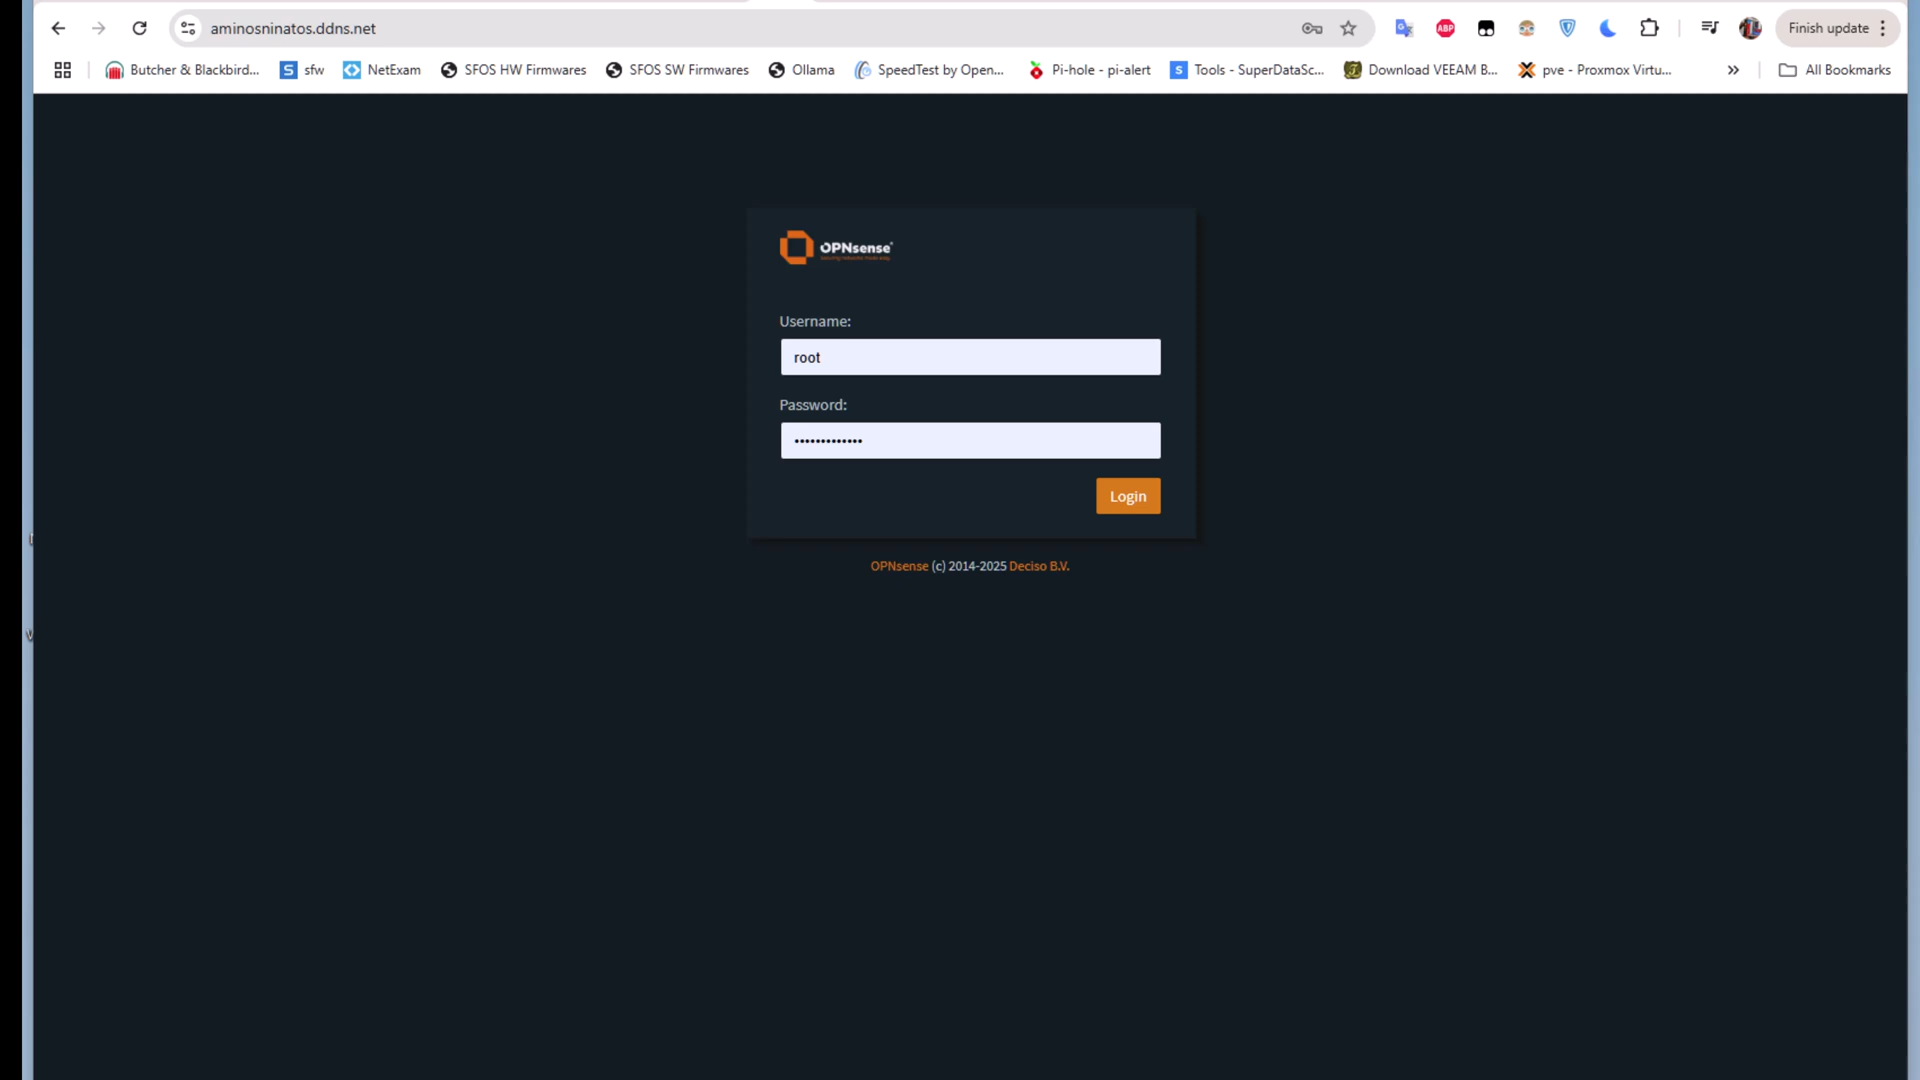 aminosninatos.ddns.net
Finish update
Butcher & Blackbird...
sfw
NetExam
SFOS HW Firmwares
SFOS SW Firmwares
Ollama
SpeedTest by Open...
Pi-hole - pi-alert
Tools - SuperDataSc...
Download VEEAM B...
pve - Proxmox Virtu...
All Bookmarks
OPNsense
Username:
root
Password:
•••••••••••••
Login
OPNsense (c) 2014-2025 Deciso B.V.